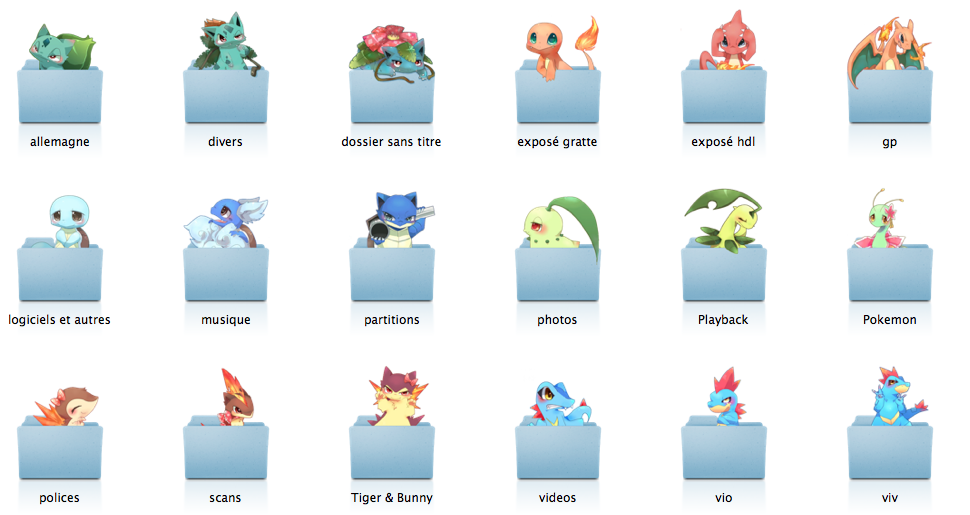 allemagne
divers
dossier sans titre
exposé gratte
exposé hdl
gp
logiciels et autres
musique
partitions
photos
Playback
Pokemon
polices
scans
Tiger & Bunny
videos
vio
viv